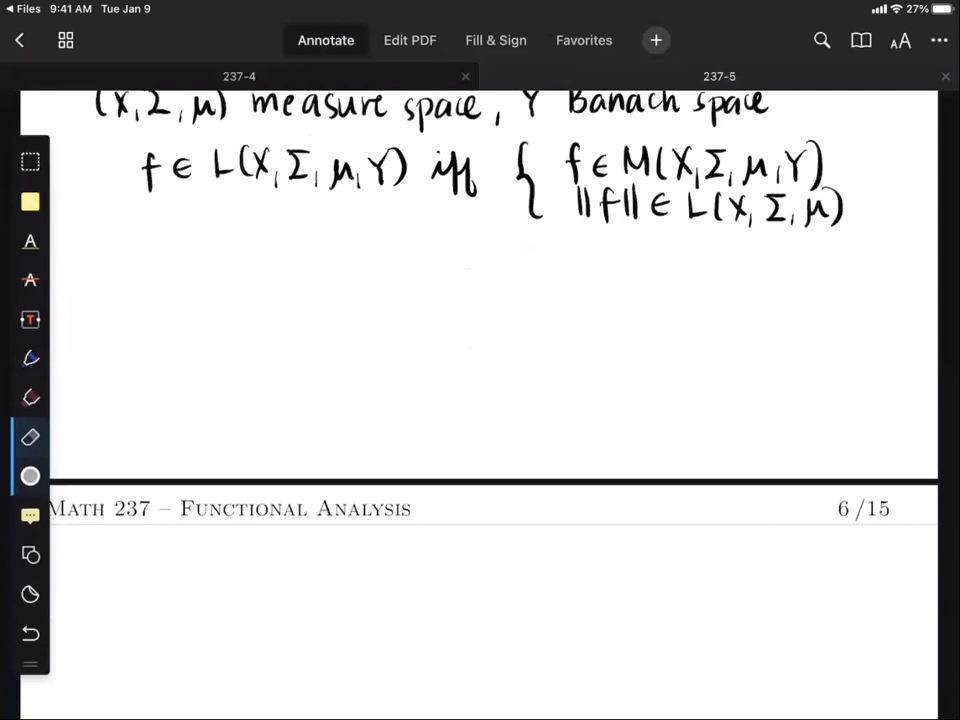 Files 9:41 AM Tue Jan 9 27%
Annotate Edit PDF Fill & Sign Favorites
237-4 237-5
(X, Σ, μ) measure space, Y Banach space
f ∈ L(X, Σ, μ, Y) iff { f ∈ M(X, Σ, μ, Y)
‖f‖ ∈ L(X, Σ, μ)
MATH 237 – FUNCTIONAL ANALYSIS 6/15